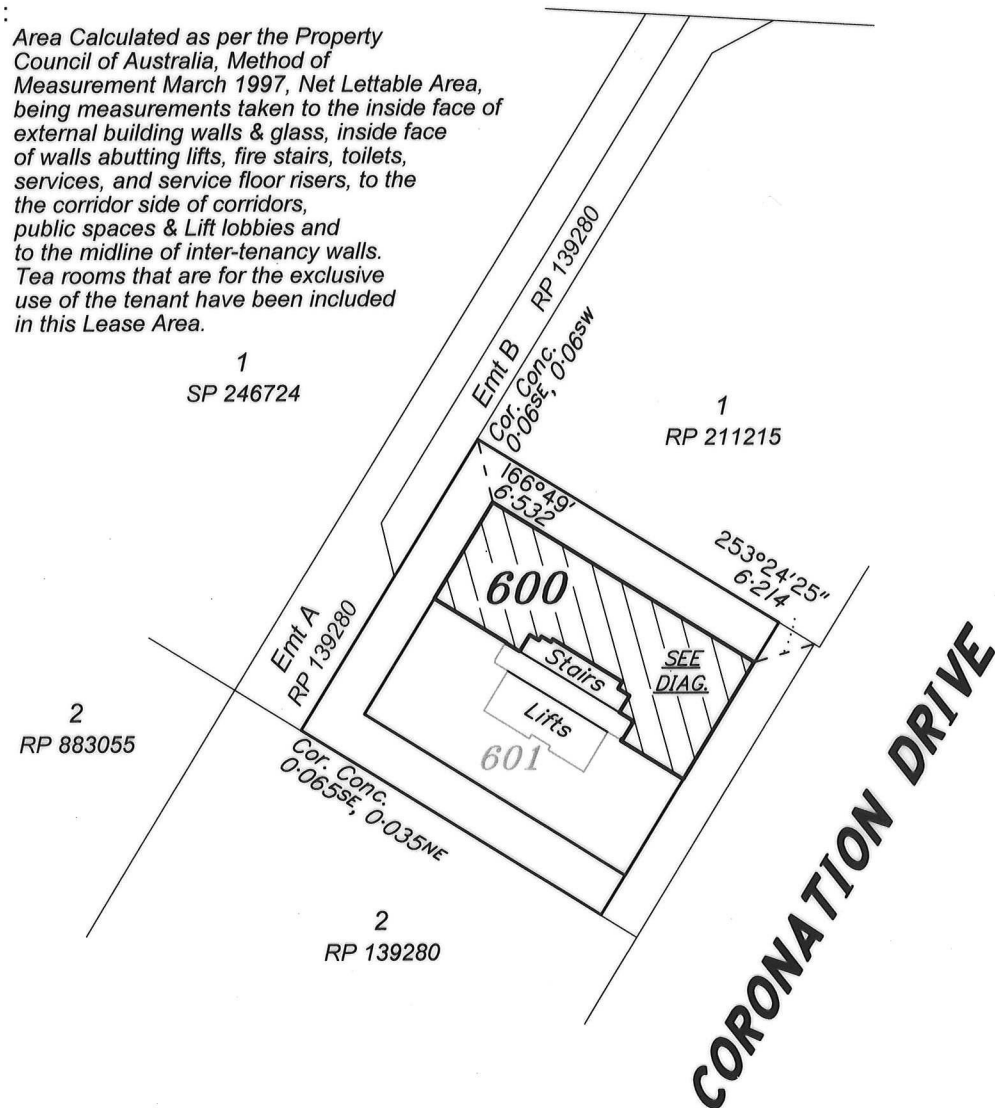 :
Area Calculated as per the Property
Council of Australia, Method of
Measurement March 1997, Net Lettable Area,
being measurements taken to the inside face of
external building walls & glass, inside face
of walls abutting lifts, fire stairs, toilets,
services, and service floor risers, to the
the corridor side of corridors,
public spaces & Lift lobbies and
to the midline of inter-tenancy walls.
Tea rooms that are for the exclusive
use of the tenant have been included
in this Lease Area.
1
SP 246724
Emt B RP 139280
Cor. Conc.
0·06SE, 0·06SW
1
RP 211215
166°49'
6·532
253°24'25"
6·214
600
SEE
DIAG.
Stairs
Lifts
601
Emt A
RP 139280
2
RP 883055
Cor. Conc.
0·065SE, 0·035NE
2
RP 139280
CORONATION DRIVE